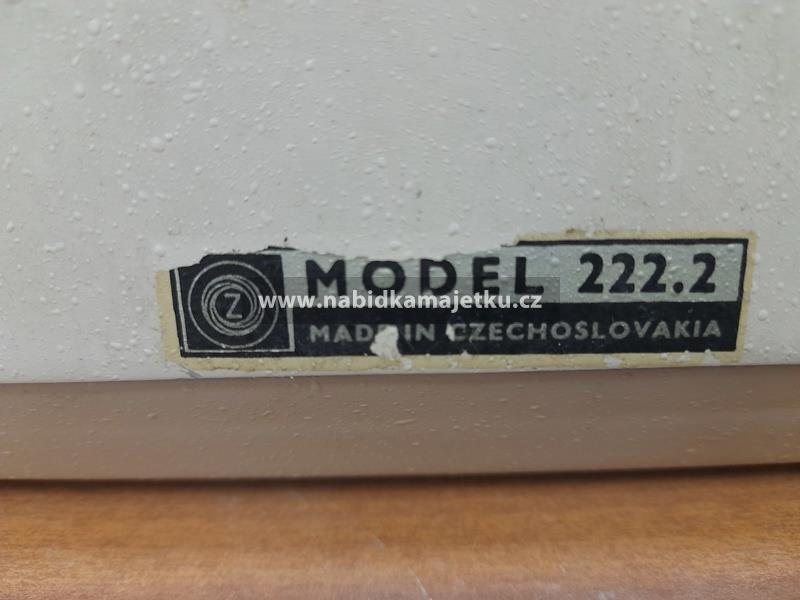 MODEL 222.2
Z
www.nabidkamajetku.cz
MADE IN CZECHOSLOVAKIA